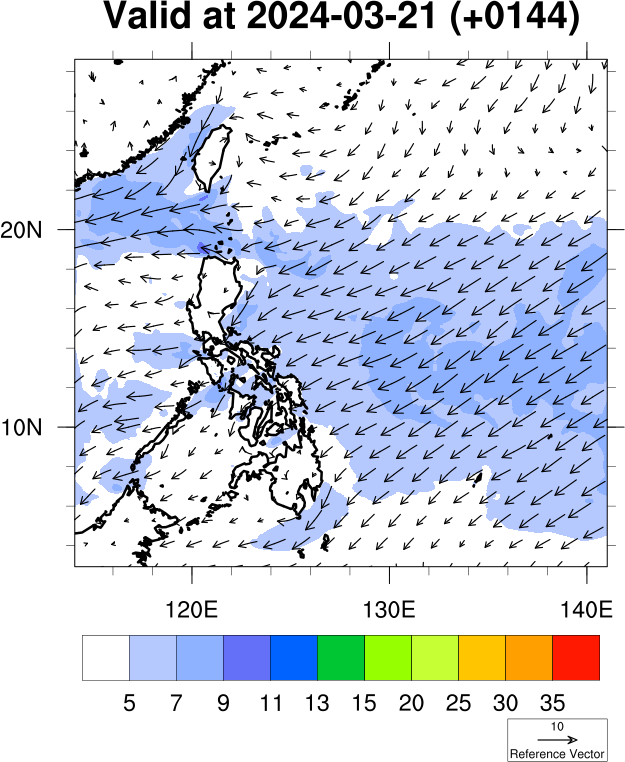 Valid at 2024-03-21 (+0144)
20N
10N
120E 130E 140E
5 7 9 11 13 15 20 25 30 35
10
Reference Vector